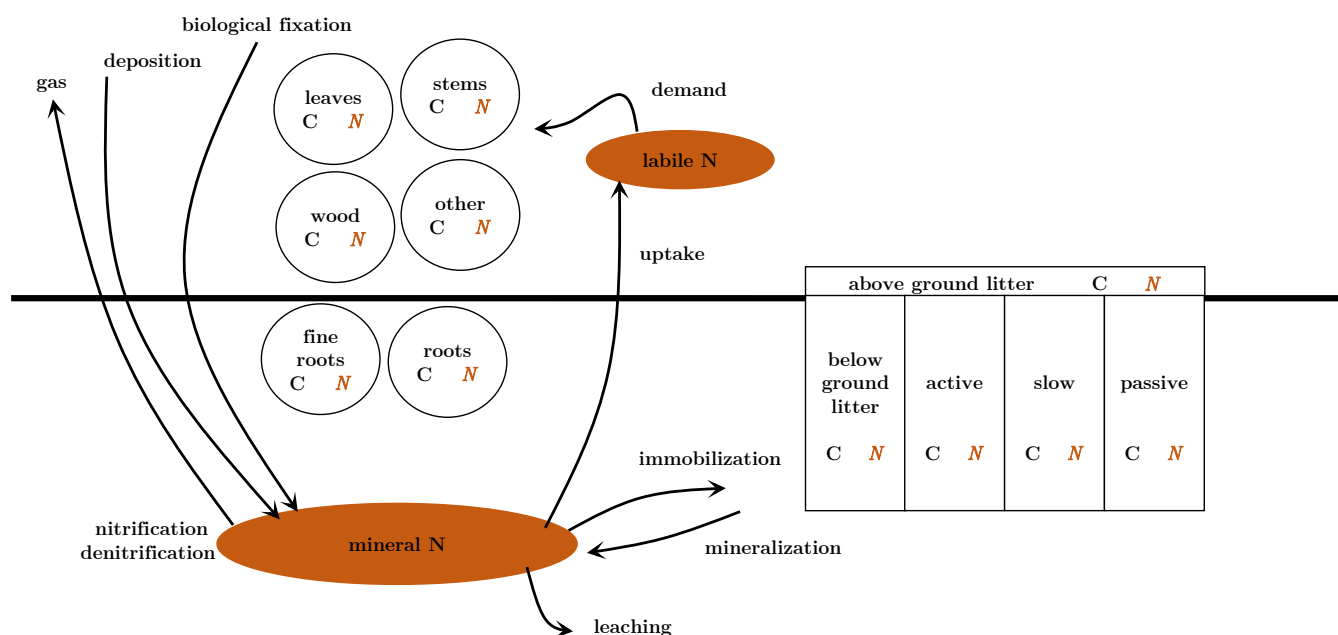 biological fixation
deposition
gas
leaves
C N
stems
C N
demand
labile N
wood
C N
other
C N
uptake
above ground litter C N
fine
roots
C N
roots
C N
below
ground
litter
C N
active
C N
slow
C N
passive
C N
immobilization
mineralization
nitrification
denitrification
mineral N
leaching